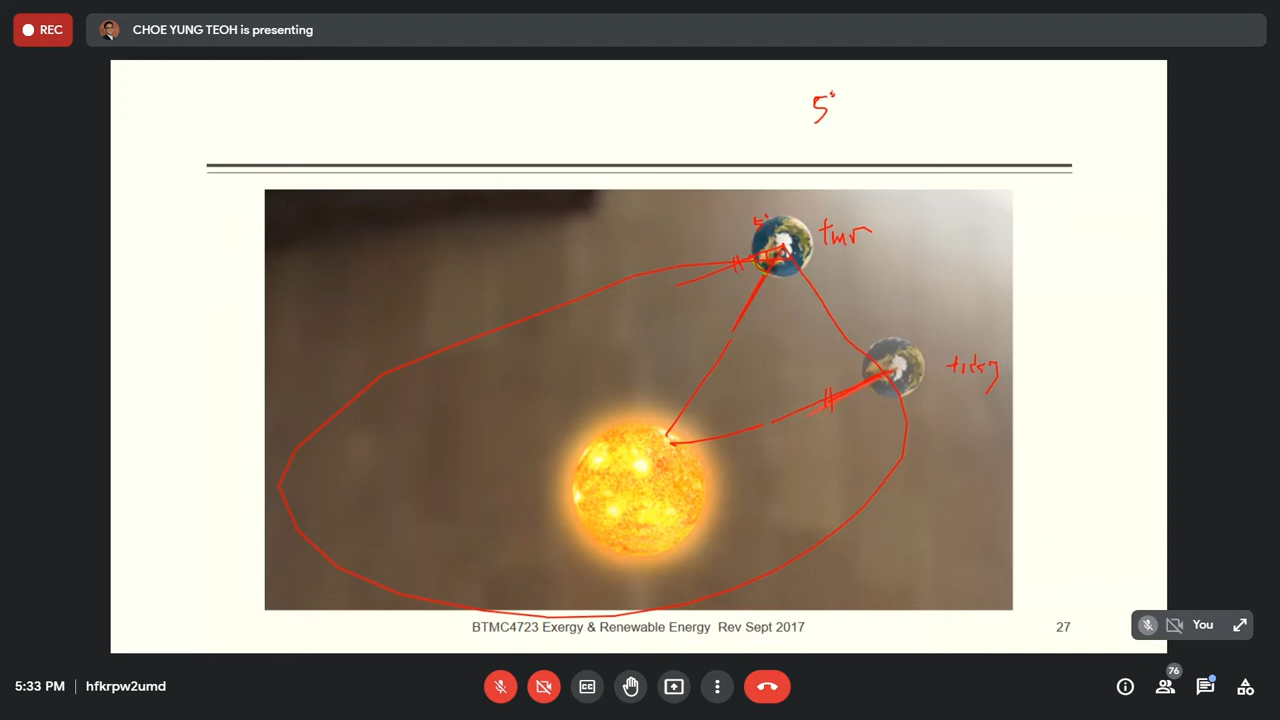 REC
CHOE YUNG TEOH is presenting
5°
5°
tmr
BTMC4723 Exergy & Renewable Energy Rev Sept 2017
27
You
5:33 PM
hfkrpw2umd
76